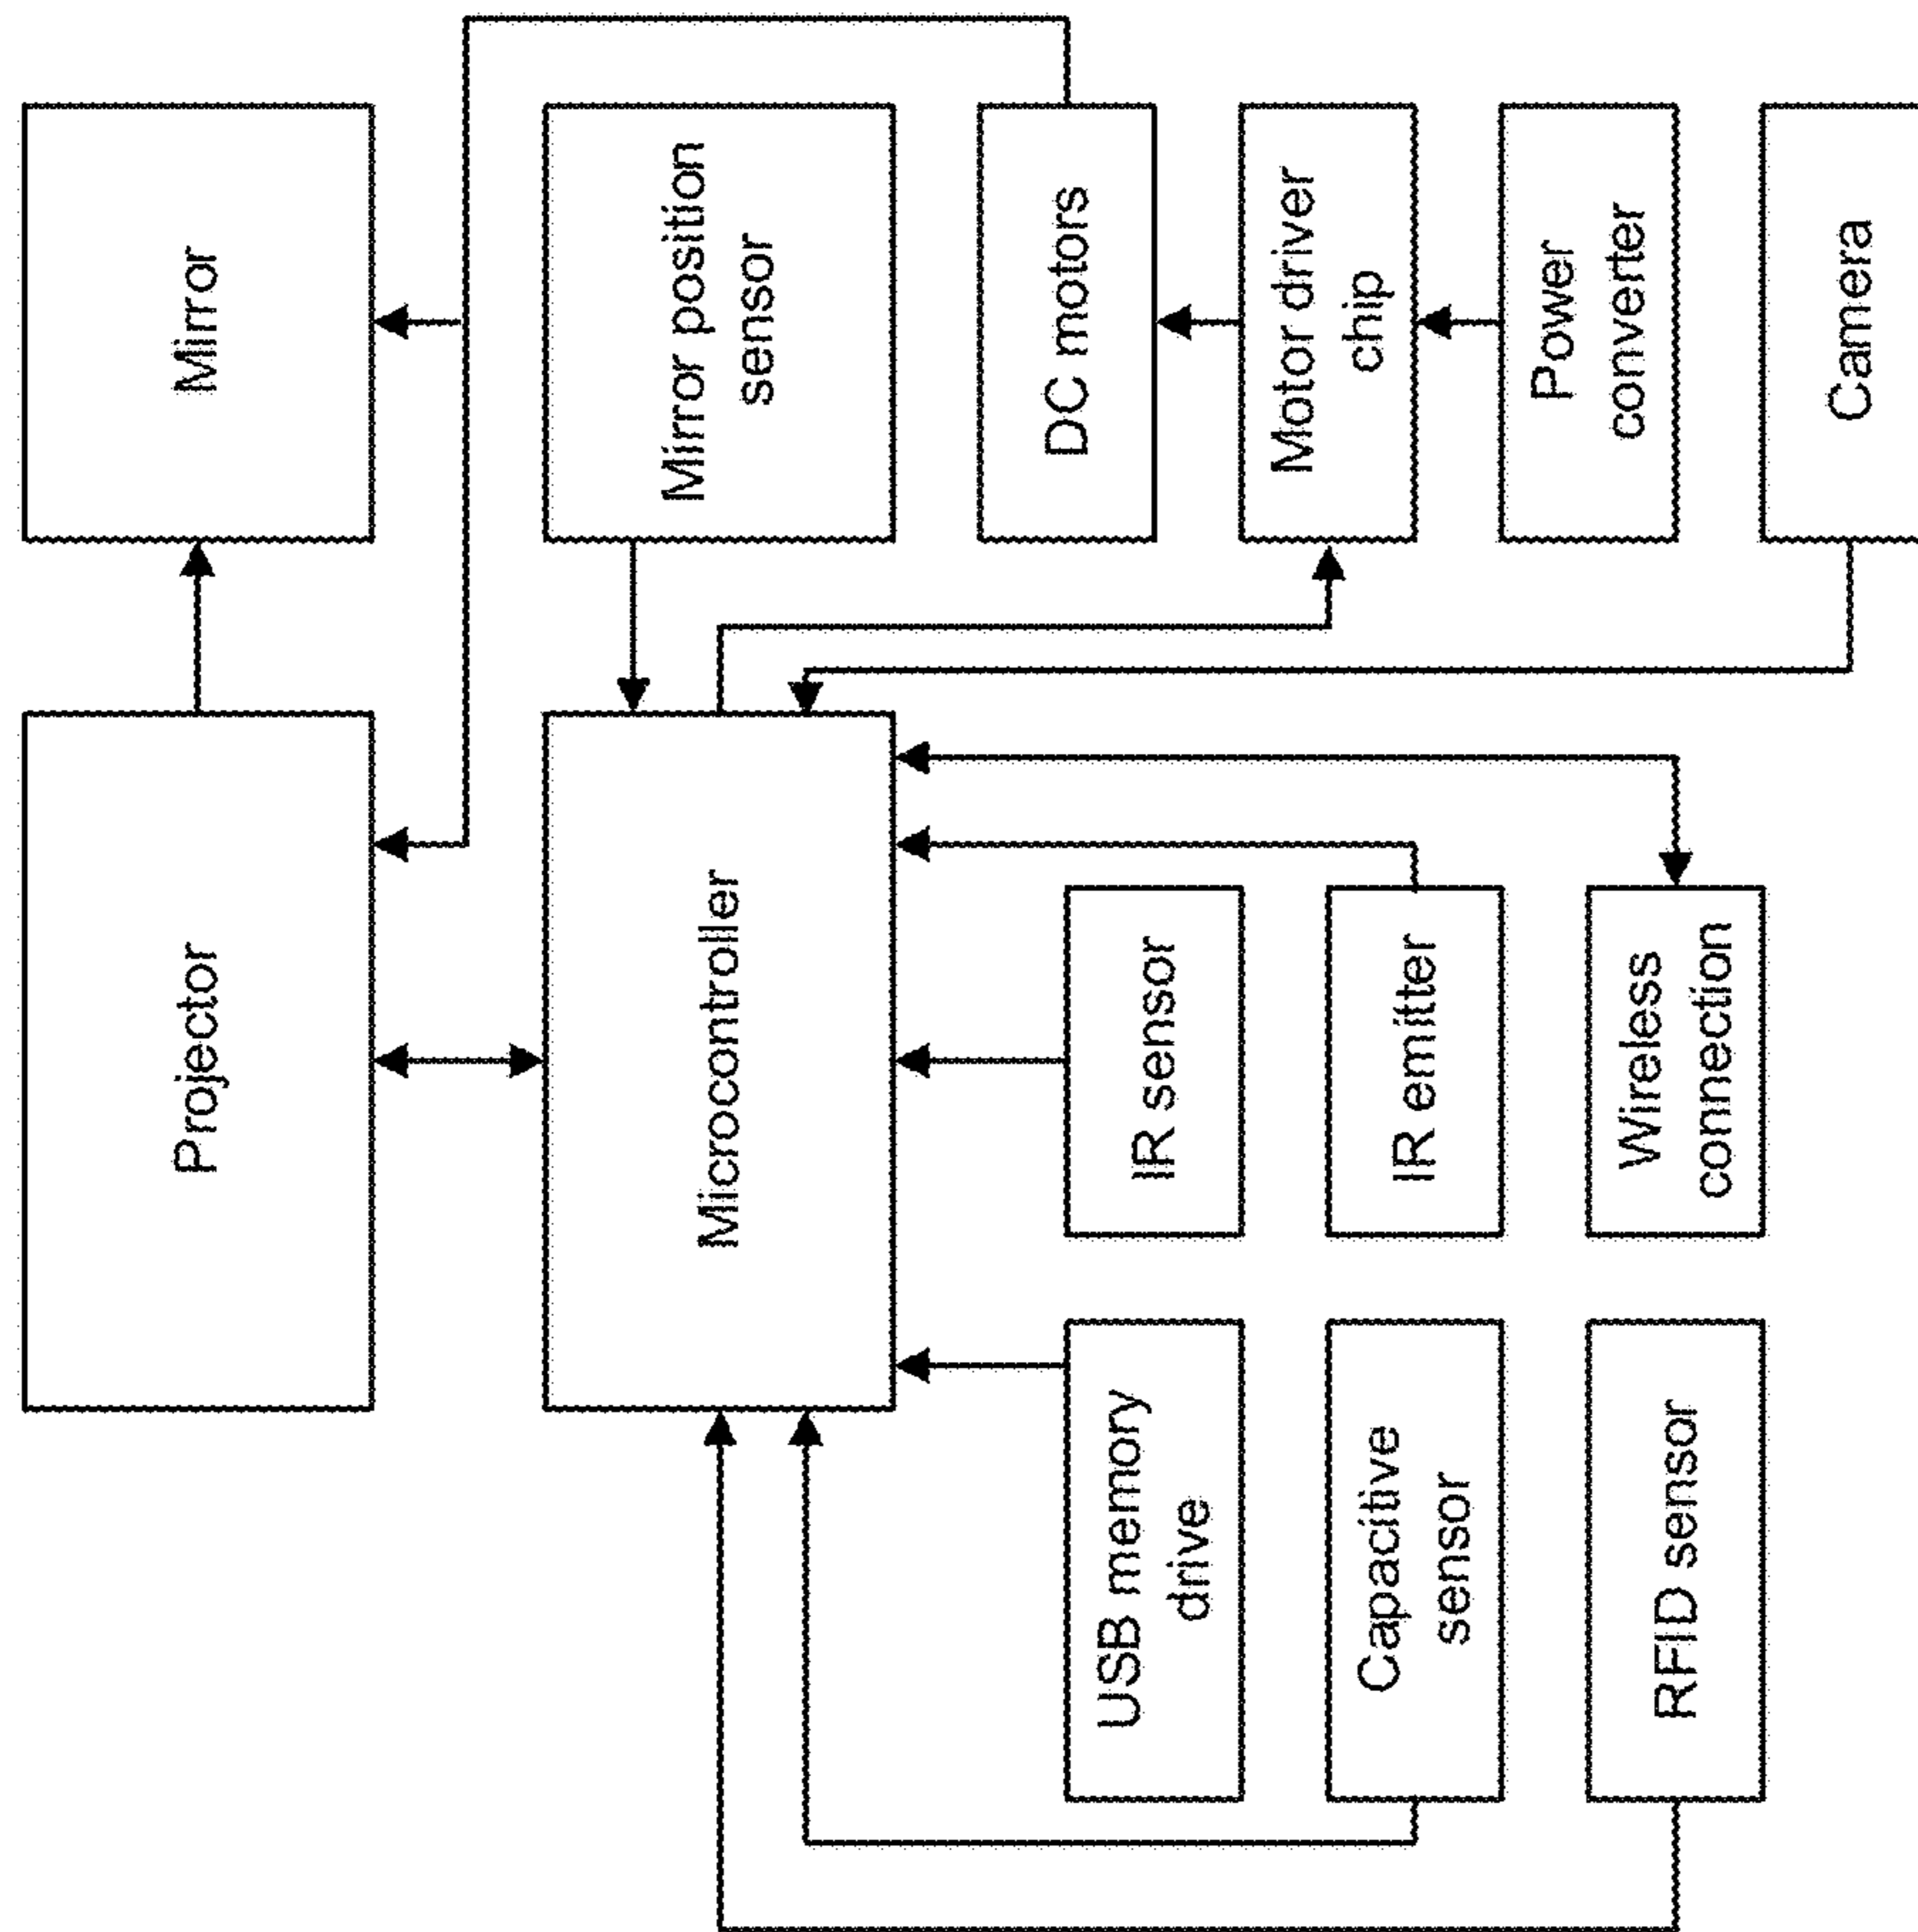 Projector
Mirror
Microcontroller
Mirror position
sensor
USB memory
drive
IR sensor
DC motors
Capacitive
sensor
IR emitter
Motor driver
chip
RFID sensor
Wireless
connection
Power
converter
Camera